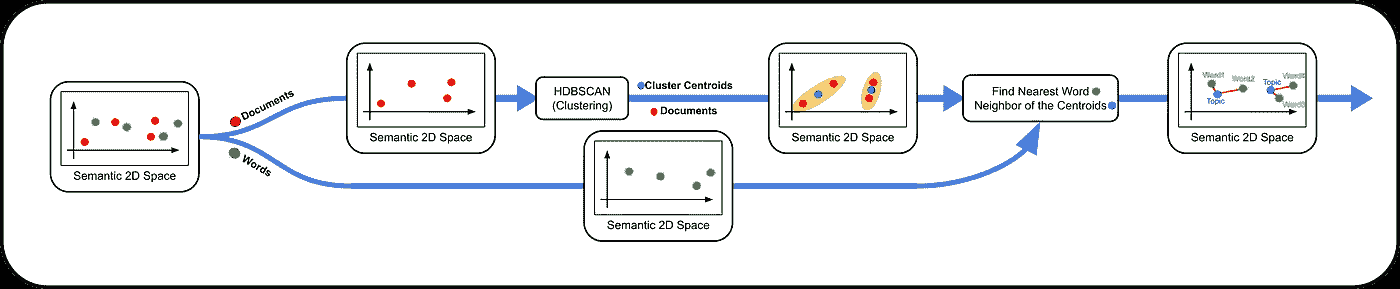 Semantic 2D Space
Documents
Words
Semantic 2D Space
HDBSCAN
(Clustering)
Cluster Centroids
Documents
Semantic 2D Space
Semantic 2D Space
Find Nearest Word
Neighbor of the Centroids
Word1
Word2
Topic
Topic
Semantic 2D Space